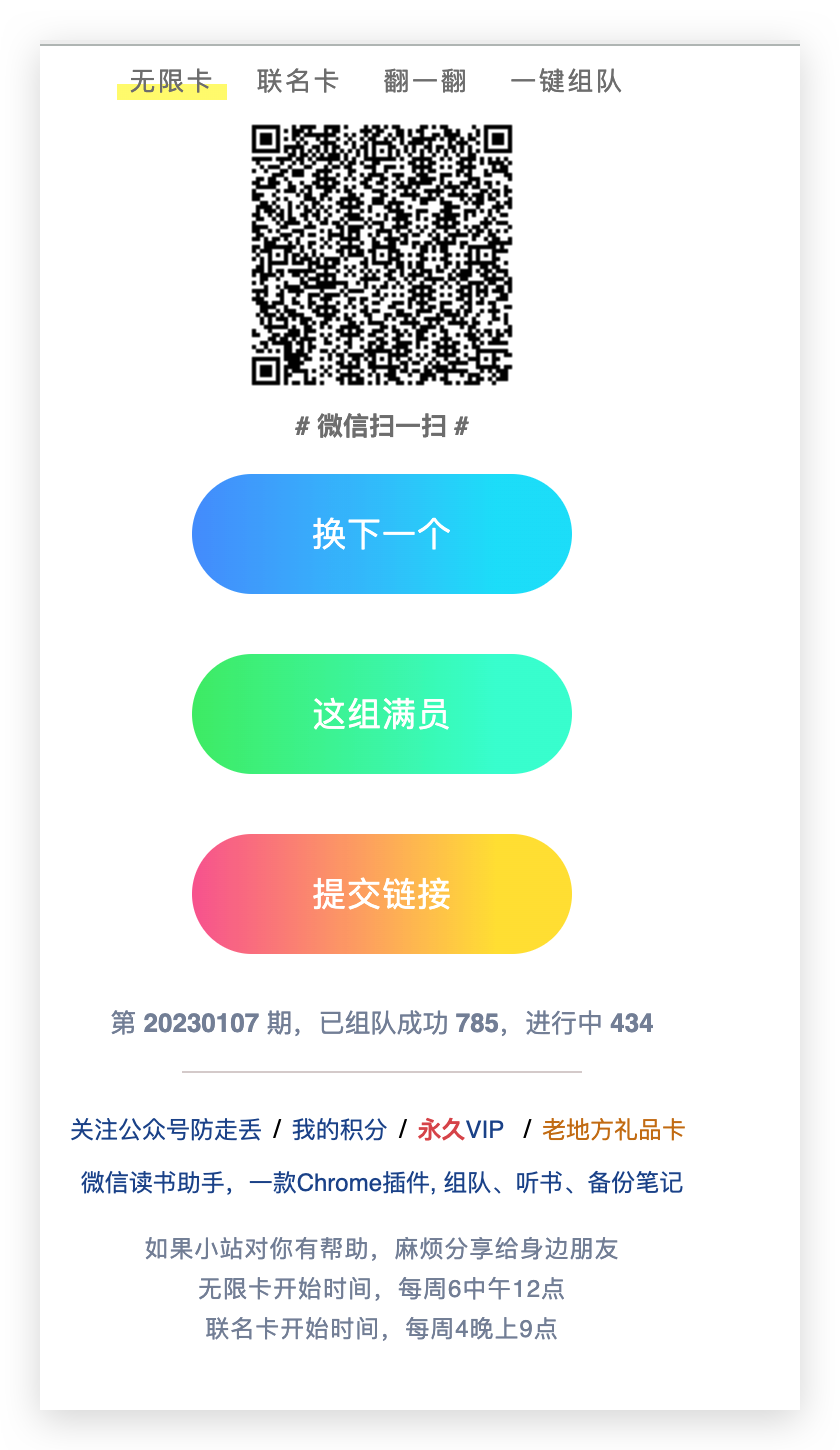 无限卡 联名卡 翻一翻 一键组队
# 微信扫一扫 #
换下一个
这组满员
提交链接
第 20230107 期，已组队成功 785，进行中 434
关注公众号防走丢 / 我的积分 / 永久VIP / 老地方礼品卡
微信读书助手，一款Chrome插件, 组队、听书、备份笔记
如果小站对你有帮助，麻烦分享给身边朋友
无限卡开始时间，每周6中午12点
联名卡开始时间，每周4晚上9点